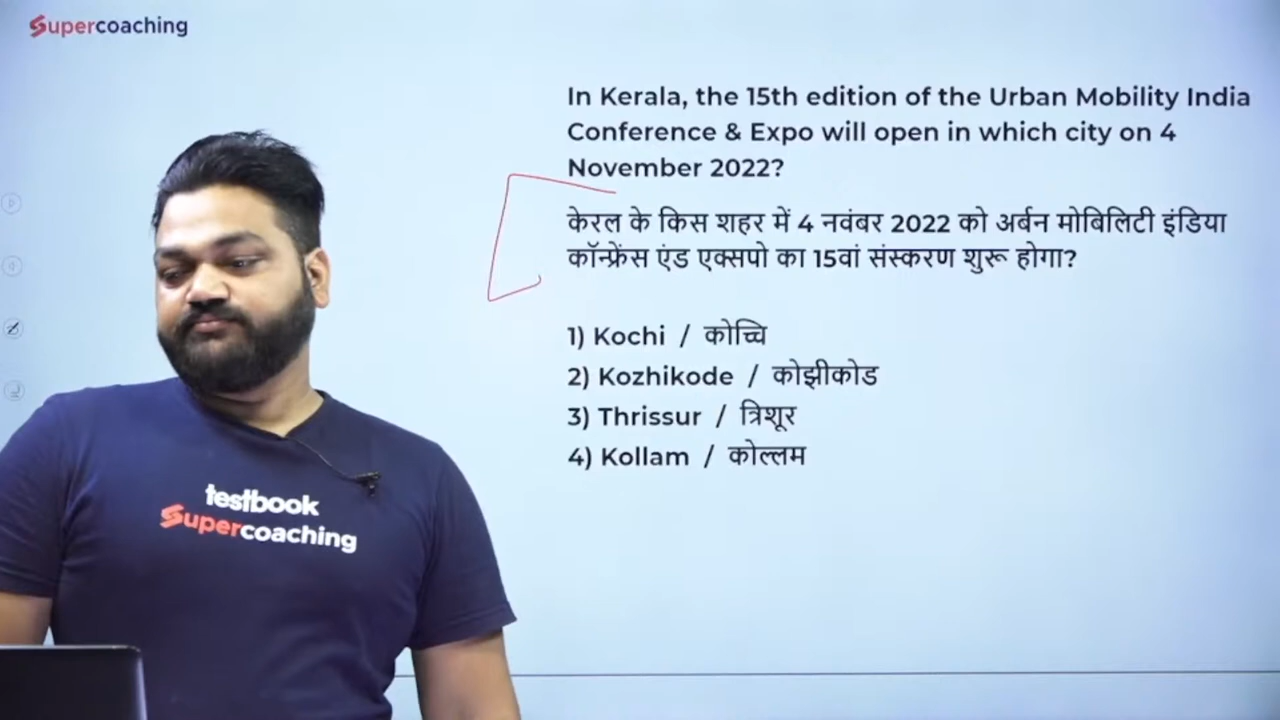 Supercoaching
In Kerala, the 15th edition of the Urban Mobility India
Conference & Expo will open in which city on 4
November 2022?
केरल के किस शहर में 4 नवंबर 2022 को अर्बन मोबिलिटी इंडिया
कॉन्फ्रेंस एंड एक्सपो का 15वां संस्करण शुरू होगा?
1) Kochi / कोच्चि
2) Kozhikode / कोझीकोड
3) Thrissur / त्रिशूर
4) Kollam / कोल्लम
testbook
Supercoaching